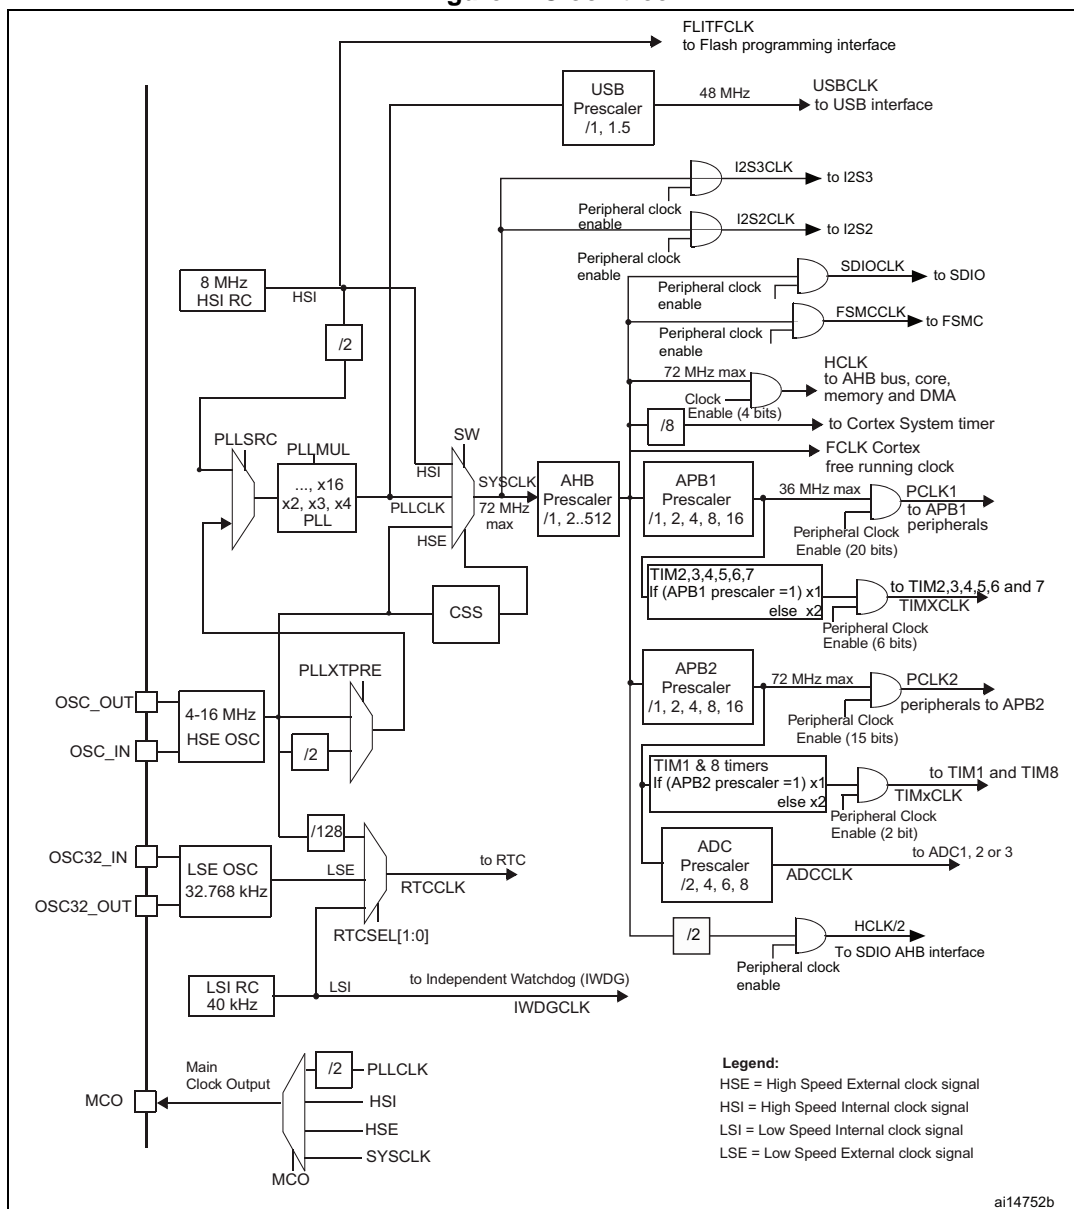 FLITFCLK
to Flash programming interface
USB
Prescaler
/1, 1.5
48 MHz
USBCLK
to USB interface
I2S3CLK
to I2S3
Peripheral clock
enable
I2S2CLK
to I2S2
Peripheral clock
enable
8 MHz
HSI RC
HSI
SDIOCLK
to SDIO
Peripheral clock
enable
FSMCCLK
to FSMC
Peripheral clock
enable
/2
HCLK
to AHB bus, core,
memory and DMA
72 MHz max
Clock
Enable (4 bits)
/8
to Cortex System timer
FCLK Cortex
free running clock
PLLSRC
PLLMUL
..., x16
x2, x3, x4
PLL
SW
HSI
PLLCLK
HSE
SYSCLK
72 MHz
max
AHB
Prescaler
/1, 2..512
APB1
Prescaler
/1, 2, 4, 8, 16
36 MHz max
PCLK1
to APB1
peripherals
Peripheral Clock
Enable (20 bits)
TIM2,3,4,5,6,7
If (APB1 prescaler =1) x1
else x2
to TIM2,3,4,5,6 and 7
TIMXCLK
Peripheral Clock
Enable (6 bits)
CSS
PLLXTPRE
OSC_OUT
OSC_IN
4-16 MHz
HSE OSC
/2
APB2
Prescaler
/1, 2, 4, 8, 16
72 MHz max
PCLK2
peripherals to APB2
Peripheral Clock
Enable (15 bits)
TIM1 & 8 timers
If (APB2 prescaler =1) x1
else x2
to TIM1 and TIM8
TIMxCLK
Peripheral Clock
Enable (2 bit)
/128
OSC32_IN
OSC32_OUT
LSE OSC
32.768 kHz
LSE
to RTC
RTCCLK
RTCSEL[1:0]
ADC
Prescaler
/2, 4, 6, 8
to ADC1, 2 or 3
ADCCLK
/2
HCLK/2
To SDIO AHB interface
Peripheral clock
enable
LSI RC
40 kHz
LSI
to Independent Watchdog (IWDG)
IWDGCLK
Main
Clock Output
MCO
/2
PLLCLK
HSI
HSE
SYSCLK
MCO
Legend:
HSE = High Speed External clock signal
HSI = High Speed Internal clock signal
LSI = Low Speed Internal clock signal
LSE = Low Speed External clock signal
ai14752b